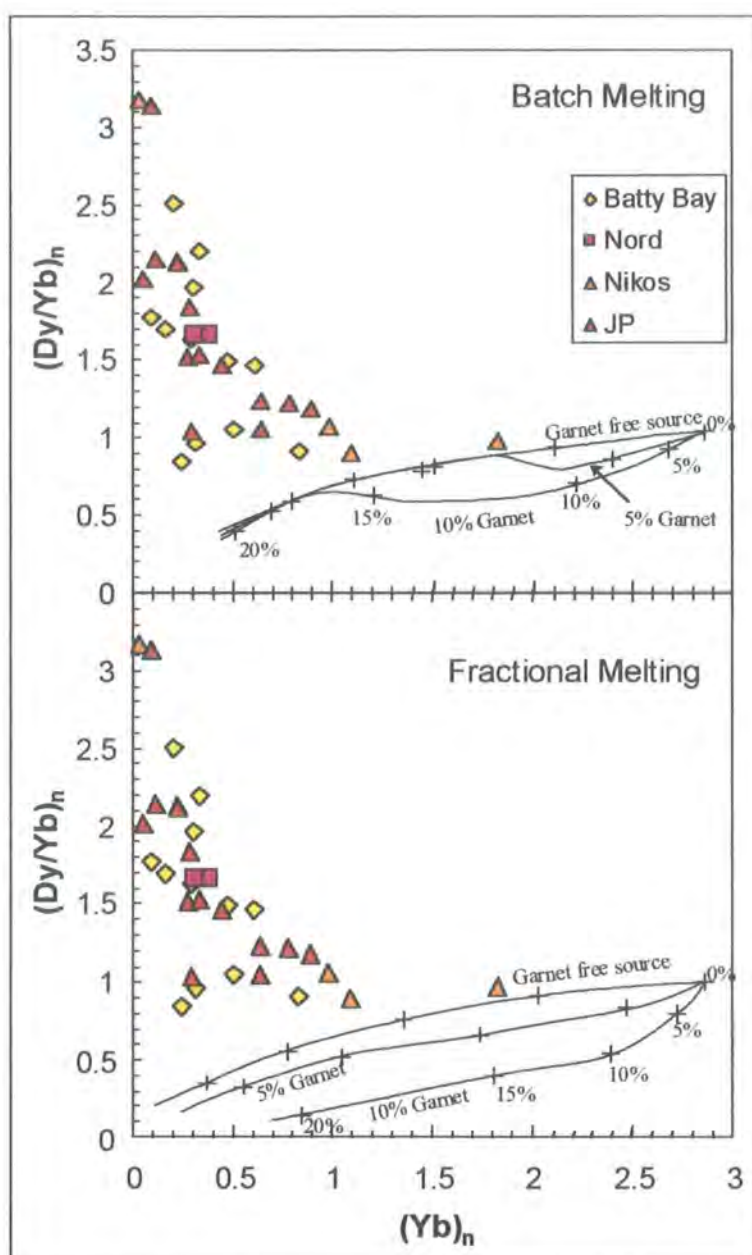 3.5
3
2.5
2
1.5
1
0.5
0
(Dy/Yb)n
Batch Melting
Batty Bay
Nord
Nikos
JP
Garnet free source
0%
5%
10%
5% Garnet
10% Garnet
15%
20%
3
2.5
2
1.5
1
0.5
0
(Dy/Yb)n
Fractional Melting
Garnet free source
0%
5%
10%
15%
5% Garnet
10% Garnet
20%
0 0.5 1 1.5 2 2.5 3
(Yb)n